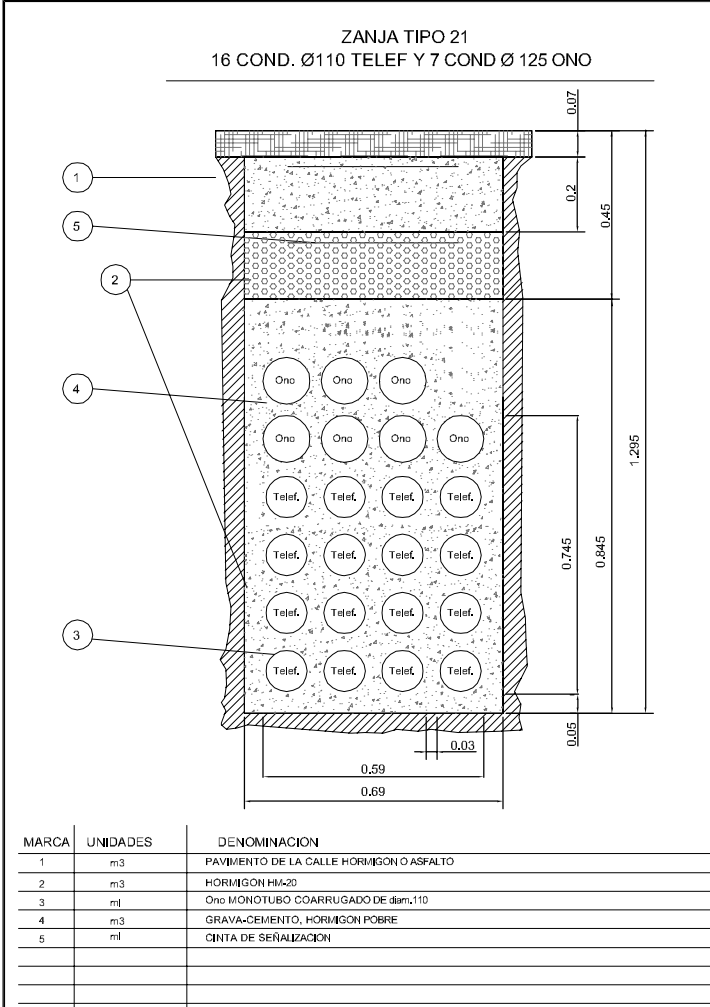 ZANJA TIPO 21
16 COND. Ø110 TELEF Y 7 COND Ø 125 ONO
0.07
1
0.2
0.45
5
2
Ono Ono Ono
4
Ono Ono Ono Ono
1.295
Telef. Telef. Telef. Telef.
0.745
0.845
Telef. Telef. Telef. Telef.
Telef. Telef. Telef. Telef.
3
Telef. Telef. Telef. Telef.
0.05
0.03
0.59
0.69
MARCA UNIDADES DENOMINACION
1 m3 PAVIMENTO DE LA CALLE HORMIGON O ASFALTO
2 m3 HORMIGON HM-20
3 ml Ono MONOTUBO COARRUGADO DE diam.110
4 m3 GRAVA-CEMENTO, HORMIGON POBRE
5 ml CINTA DE SEÑALIZACION